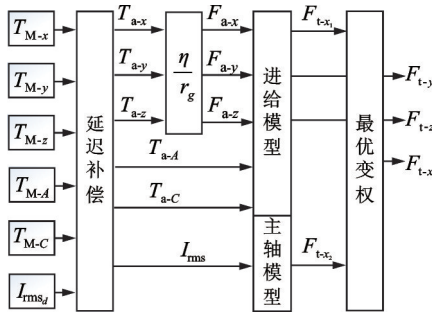 T_M-x
T_M-y
T_M-z
T_M-A
T_M-C
I_rms_d
延迟补偿
T_a-x
T_a-y
T_a-z
T_a-A
T_a-C
I_rms
η/r_g
F_a-x
F_a-y
F_a-z
进给模型
主轴模型
F_t-x₁
F_t-x₂
最优变权
F_t-y
F_t-z
F_t-x